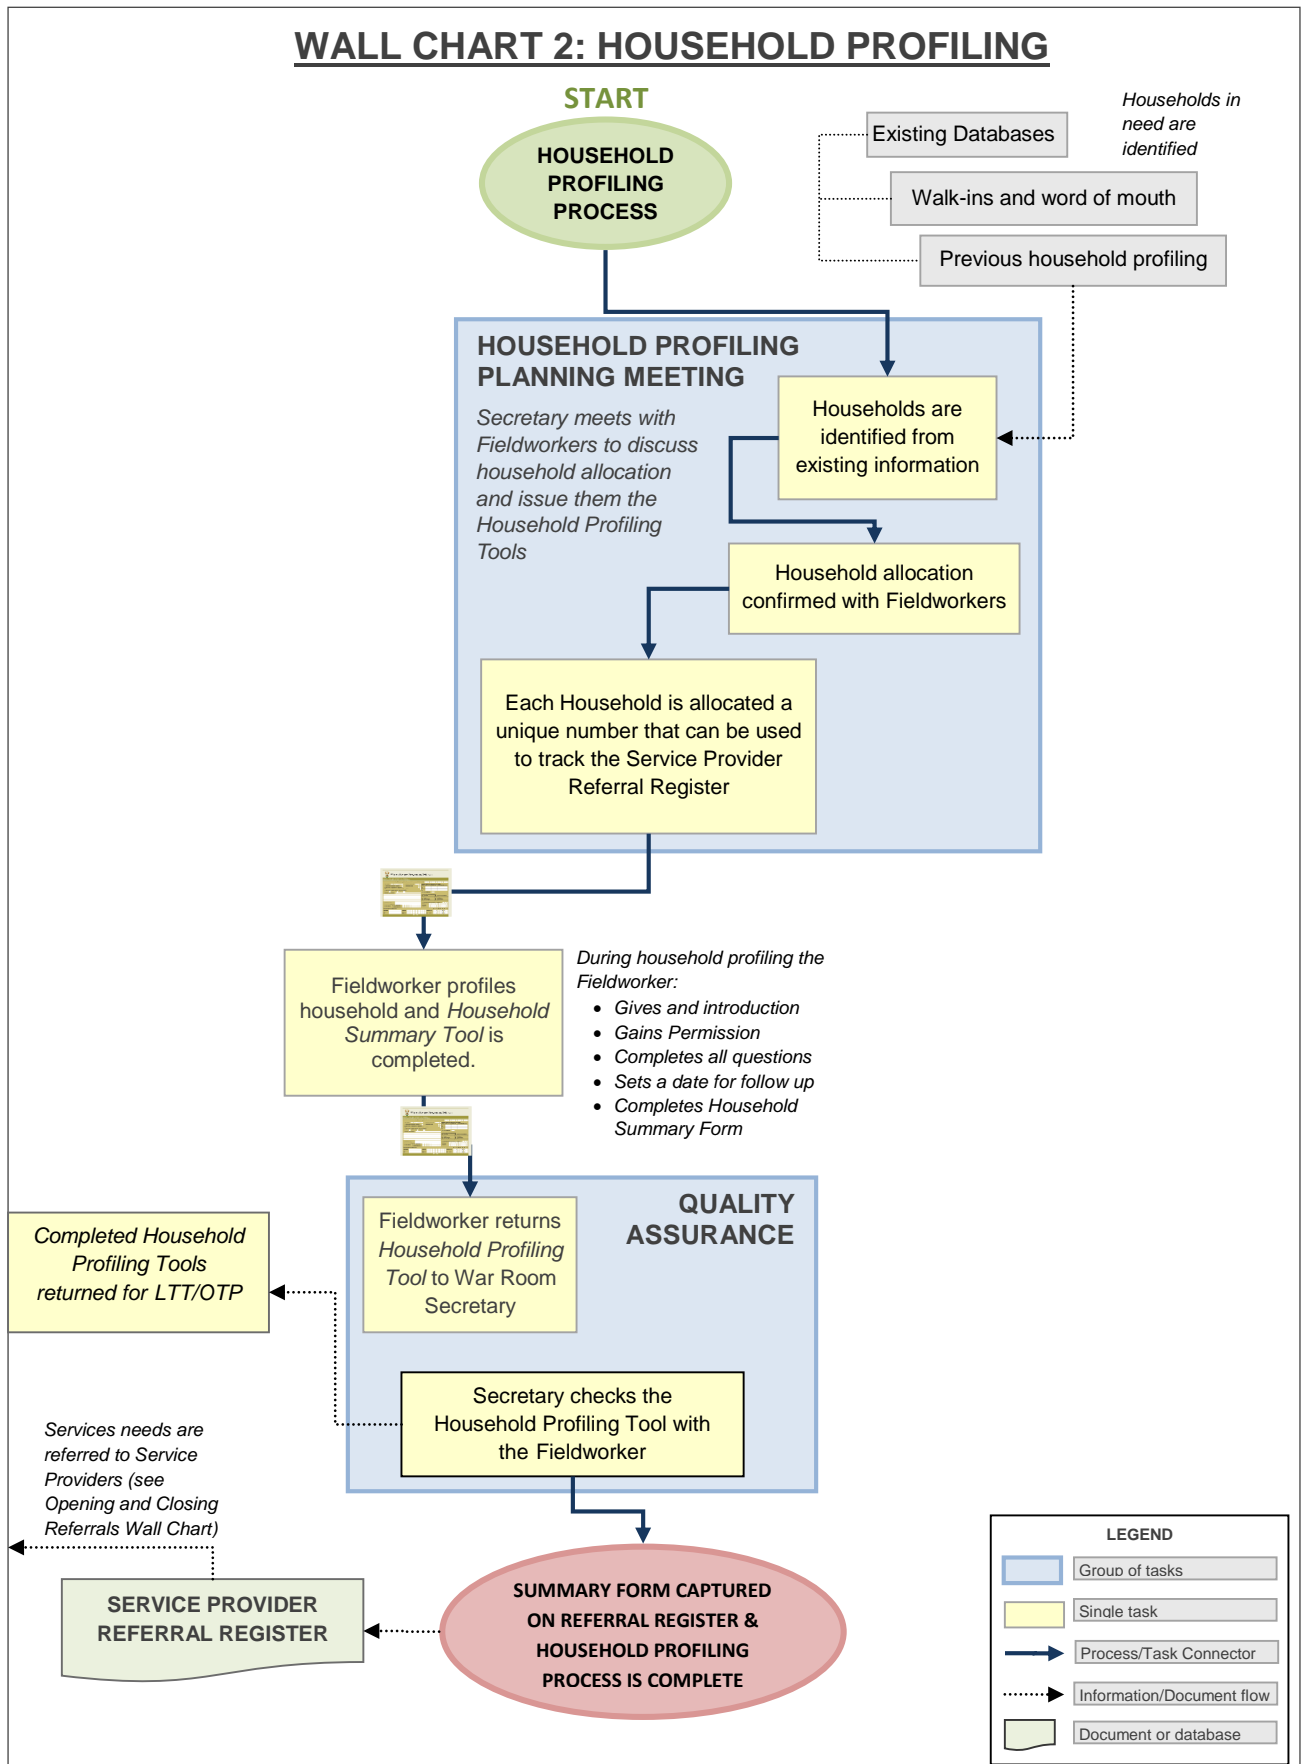 WALL CHART 2: HOUSEHOLD PROFILING
START
HOUSEHOLD
PROFILING
PROCESS
Households in
need are
identified
Existing Databases
Walk-ins and word of mouth
Previous household profiling
HOUSEHOLD PROFILING
PLANNING MEETING
Secretary meets with
Fieldworkers to discuss
household allocation
and issue them the
Household Profiling
Tools
Households are
identified from
existing information
Household allocation
confirmed with Fieldworkers
Each Household is allocated a
unique number that can be used
to track the Service Provider
Referral Register
Fieldworker profiles
household and Household
Summary Tool is
completed.
During household profiling the
Fieldworker:
• Gives and introduction
• Gains Permission
• Completes all questions
• Sets a date for follow up
• Completes Household
Summary Form
QUALITY
ASSURANCE
Fieldworker returns
Household Profiling
Tool to War Room
Secretary
Completed Household
Profiling Tools
returned for LTT/OTP
Secretary checks the
Household Profiling Tool with
the Fieldworker
Services needs are
referred to Service
Providers (see
Opening and Closing
Referrals Wall Chart)
SERVICE PROVIDER
REFERRAL REGISTER
SUMMARY FORM CAPTURED
ON REFERRAL REGISTER &
HOUSEHOLD PROFILING
PROCESS IS COMPLETE
LEGEND
Group of tasks
Single task
Process/Task Connector
Information/Document flow
Document or database